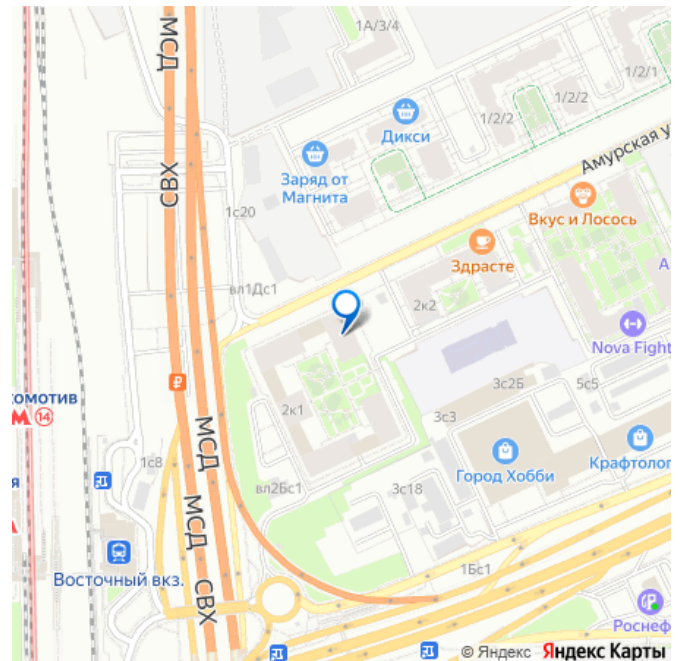 МСД
СВХ
1А/3/4
1/2/1
1/2/2
1/2/2
Дикси
Заряд от
Магнита
Амурская у
Вкус и Лосось
1с20
Здрасте
вл1Дс1
2к2
А
Nova Fight
омотив
М 14
3с2Б
5с5
2к1
3с3
МСД
1с8
Город Хобби
Крафтолог
я
вл2Бс1
3с18
МСД
СВХ
Восточный вкз.
1Бс1
Роснеф
© Яндекс Яндекс Карты